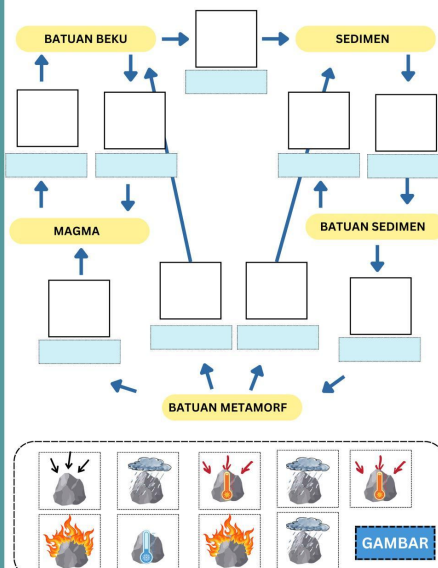 BATUAN BEKU
SEDIMEN
MAGMA
BATUAN SEDIMEN
BATUAN METAMORF
GAMBAR